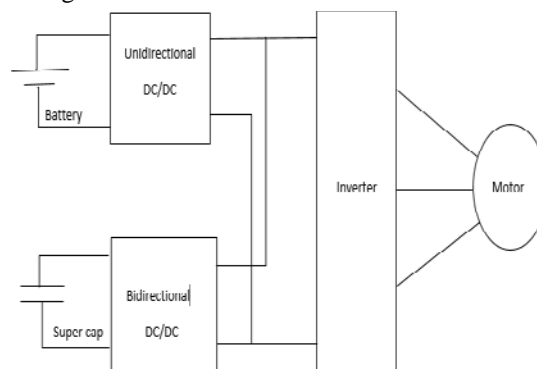 Unidirectional
DC/DC
Battery
Inverter
Motor
Bidirectional
DC/DC
Super cap